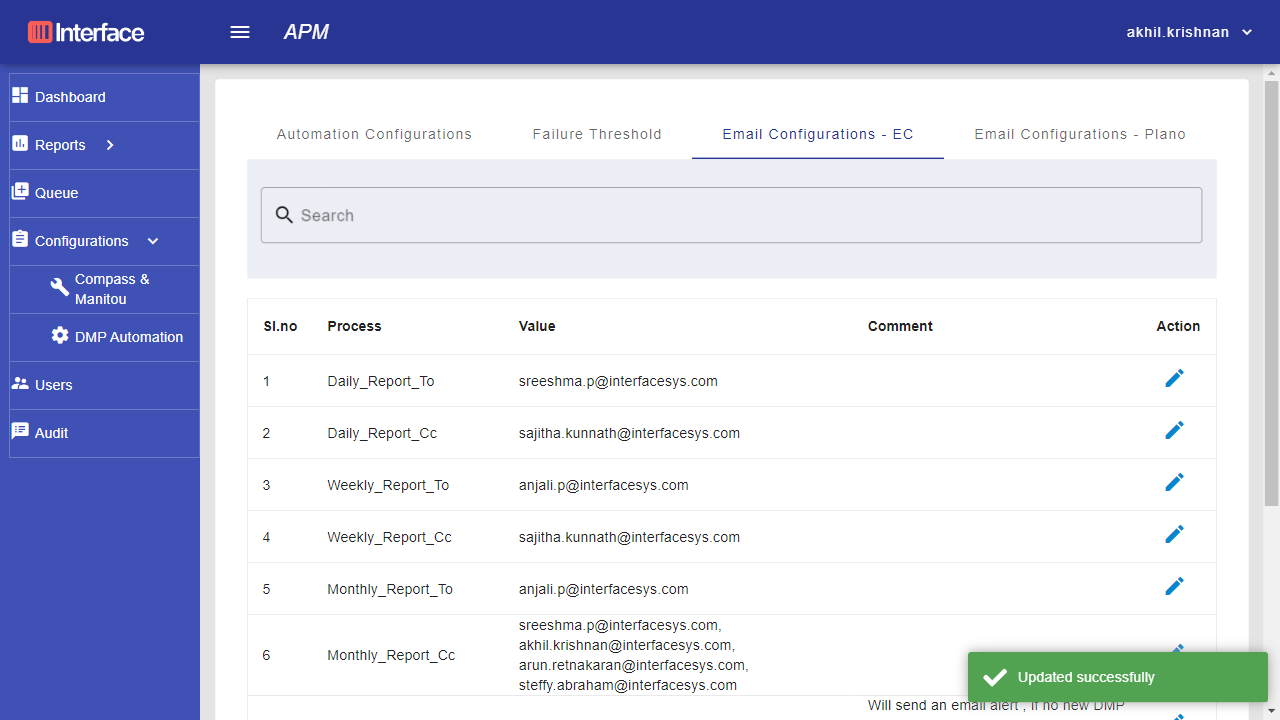 Interface
APM
akhil.krishnan
Dashboard
Reports
Queue
Configurations
Compass &
Manitou
DMP Automation
Users
Audit
Automation Configurations
Failure Threshold
Email Configurations - EC
Email Configurations - Plano
Search
Sl.no Process Value Comment Action
1 Daily_Report_To sreeshma.p@interfacesys.com
2 Daily_Report_Cc sajitha.kunnath@interfacesys.com
3 Weekly_Report_To anjali.p@interfacesys.com
4 Weekly_Report_Cc sajitha.kunnath@interfacesys.com
5 Monthly_Report_To anjali.p@interfacesys.com
6 Monthly_Report_Cc sreeshma.p@interfacesys.com,
akhil.krishnan@interfacesys.com,
arun.retnakaran@interfacesys.com,
steffy.abraham@interfacesys.com
Updated successfully
Will send an email alert , if no new DMP